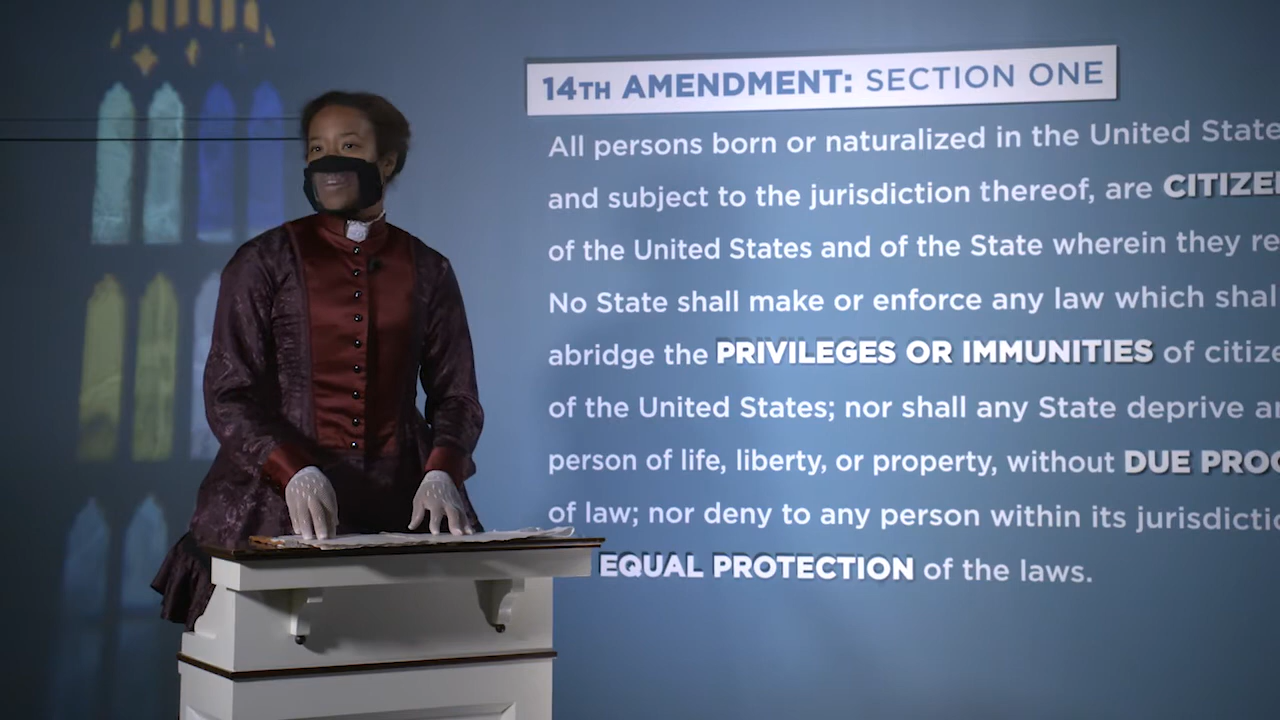 14TH AMENDMENT: SECTION ONE
All persons born or naturalized in the United State
and subject to the jurisdiction thereof, are CITIZE
of the United States and of the State wherein they re
No State shall make or enforce any law which shal
abridge the PRIVILEGES OR IMMUNITIES of citize
of the United States; nor shall any State deprive a
person of life, liberty, or property, without DUE PROC
of law; nor deny to any person within its jurisdictio
EQUAL PROTECTION of the laws.